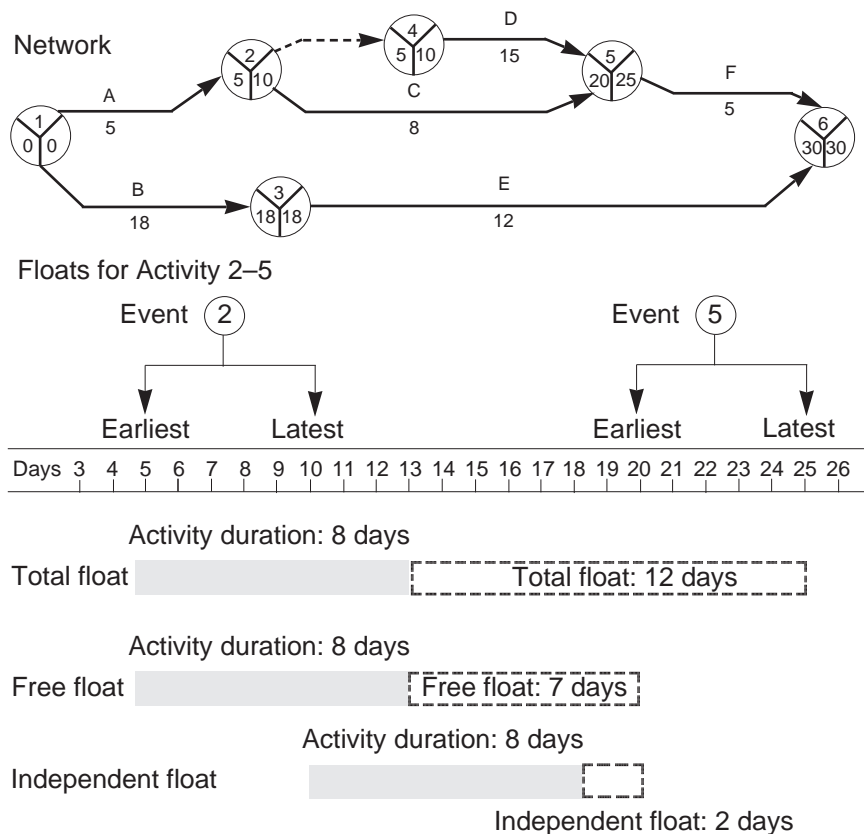 Network
1
0 0
A
5
2
5 10
4
5 10
D
15
C
8
5
20 25
F
5
6
30 30
B
18
3
18 18
E
12
Floats for Activity 2–5
Event 2
Event 5
Earliest Latest
Earliest Latest
Days 3 4 5 6 7 8 9 10 11 12 13 14 15 16 17 18 19 20 21 22 23 24 25 26
Activity duration: 8 days
Total float
Total float: 12 days
Activity duration: 8 days
Free float
Free float: 7 days
Activity duration: 8 days
Independent float
Independent float: 2 days